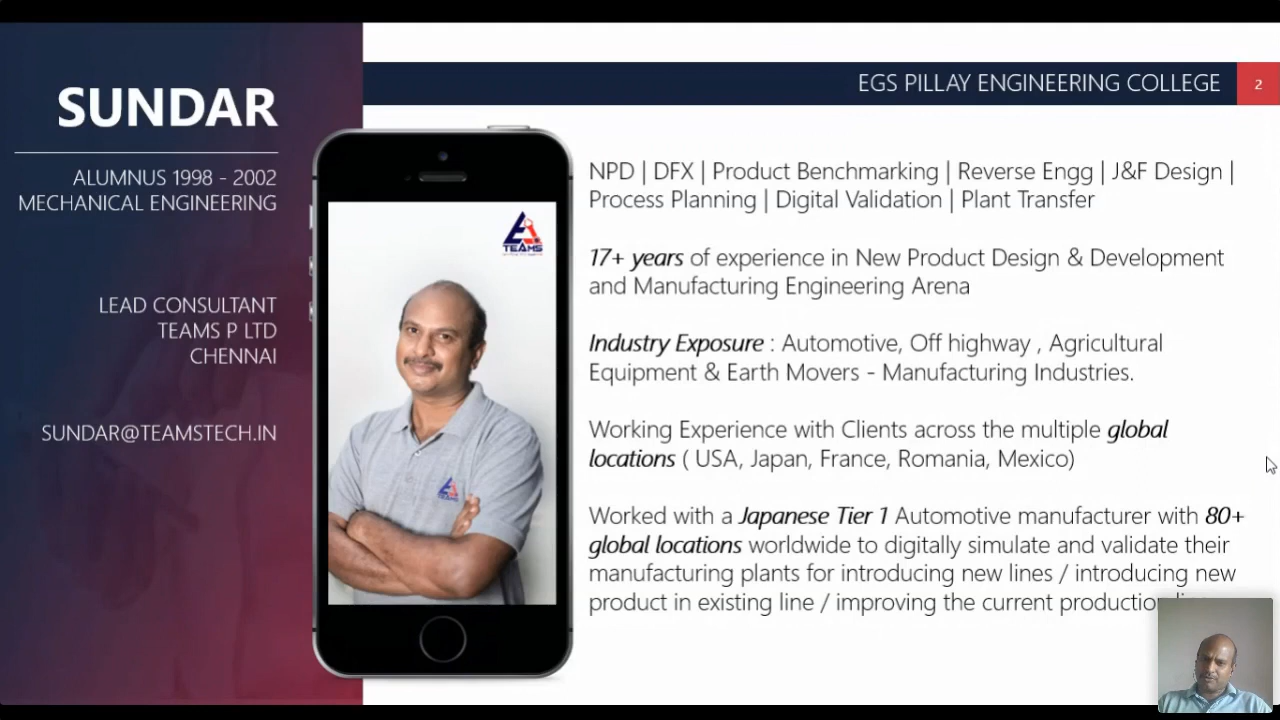 SUNDAR
ALUMNUS 1998 - 2002
MECHANICAL ENGINEERING
LEAD CONSULTANT
TEAMS P LTD
CHENNAI
SUNDAR@TEAMSTECH.IN
TEAMS
TEAMS
EGS PILLAY ENGINEERING COLLEGE
2
NPD | DFX | Product Benchmarking | Reverse Engg | J&F Design |
Process Planning | Digital Validation | Plant Transfer
17+ years of experience in New Product Design & Development
and Manufacturing Engineering Arena
Industry Exposure : Automotive, Off highway , Agricultural
Equipment & Earth Movers - Manufacturing Industries.
Working Experience with Clients across the multiple global
locations ( USA, Japan, France, Romania, Mexico)
Worked with a Japanese Tier 1 Automotive manufacturer with 80+
global locations worldwide to digitally simulate and validate their
manufacturing plants for introducing new lines / introducing new
product in existing line / improving the current production